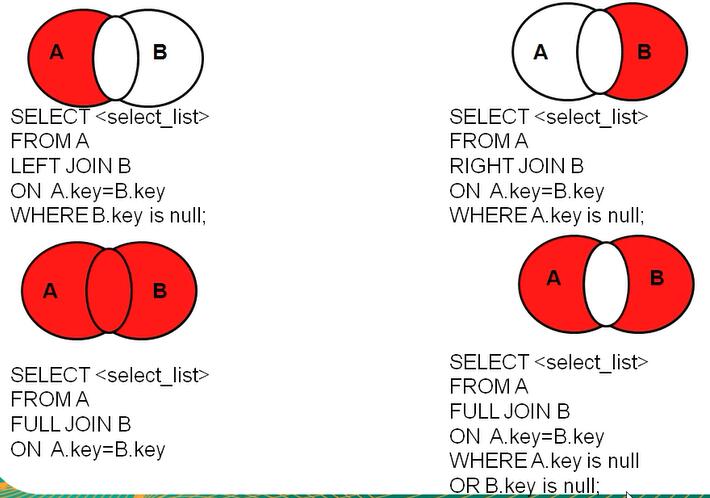 A B
SELECT <select_list>
FROM A
LEFT JOIN B
ON A.key=B.key
WHERE B.key is null;
A B
SELECT <select_list>
FROM A
RIGHT JOIN B
ON A.key=B.key
WHERE A.key is null;
A B
SELECT <select_list>
FROM A
FULL JOIN B
ON A.key=B.key
A B
SELECT <select_list>
FROM A
FULL JOIN B
ON A.key=B.key
WHERE A.key is null
OR B.key is null;